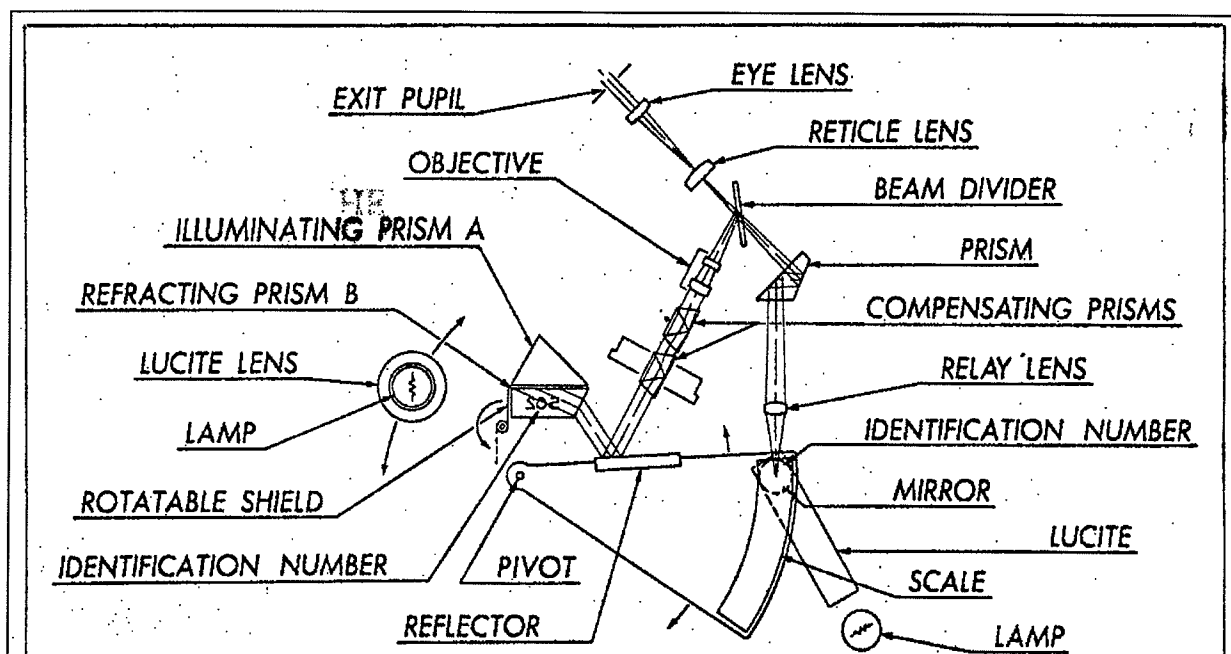 EXIT PUPIL
EYE LENS
RETICLE LENS
OBJECTIVE
BEAM DIVIDER
ILLUMINATING PRISM A
PRISM
REFRACTING PRISM B
COMPENSATING PRISMS
LUCITE LENS
RELAY LENS
LAMP
502
IDENTIFICATION NUMBER
ROTATABLE SHIELD
MIRROR
IDENTIFICATION NUMBER
PIVOT
LUCITE
SCALE
REFLECTOR
LAMP